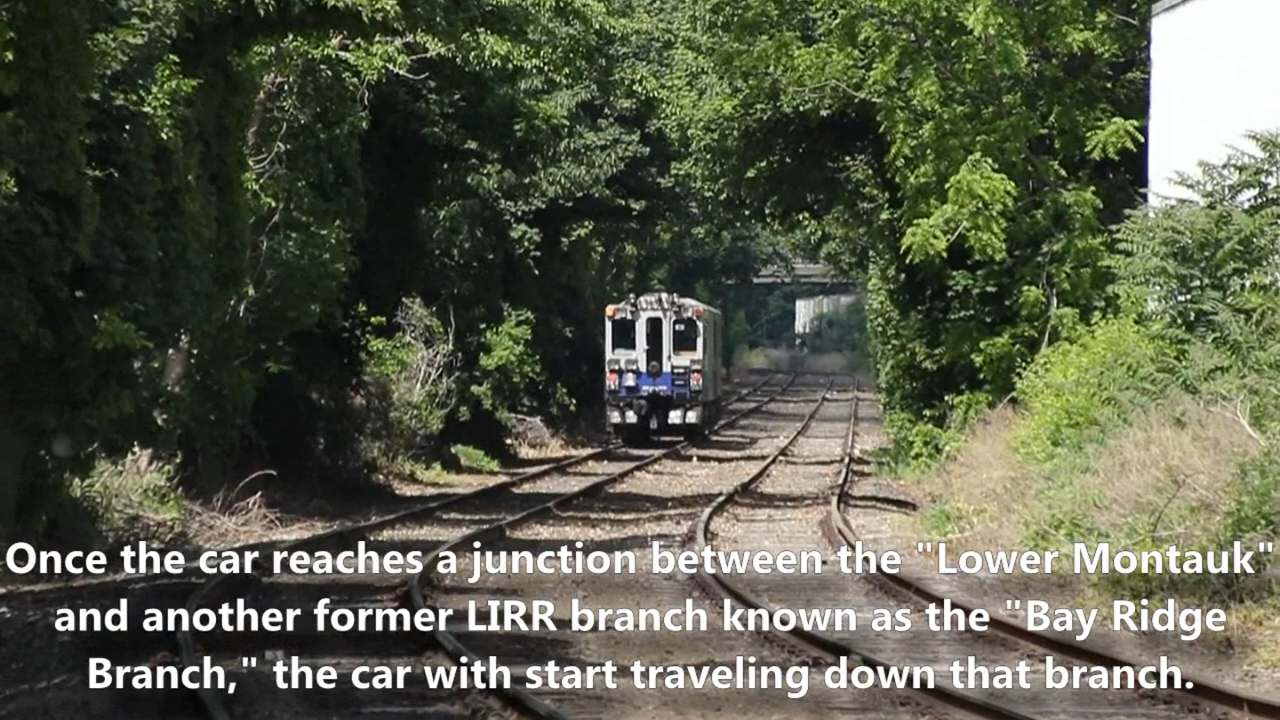 Once the car reaches a junction between the "Lower Montauk"
and another former LIRR branch known as the "Bay Ridge
Branch," the car with start traveling down that branch.